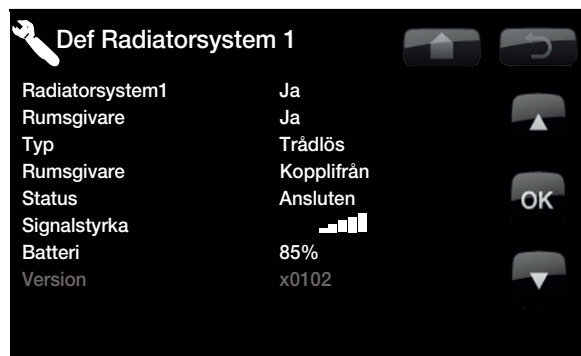 Def Radiatorsystem 1
Radiatorsystem1 Ja
Rumsgivare Ja
Typ Trådlös
Rumsgivare Kopplifrån
Status Ansluten
Signalstyrka
Batteri 85%
Version x0102
OK